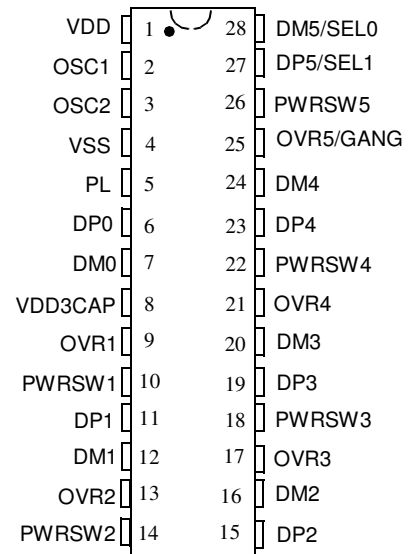 VDD 1 28 DM5/SEL0
OSC1 2 27 DP5/SEL1
OSC2 3 26 PWRSW5
VSS 4 25 OVR5/GANG
PL 5 24 DM4
DP0 6 23 DP4
DM0 7 22 PWRSW4
VDD3CAP 8 21 OVR4
OVR1 9 20 DM3
PWRSW1 10 19 DP3
DP1 11 18 PWRSW3
DM1 12 17 OVR3
OVR2 13 16 DM2
PWRSW2 14 15 DP2